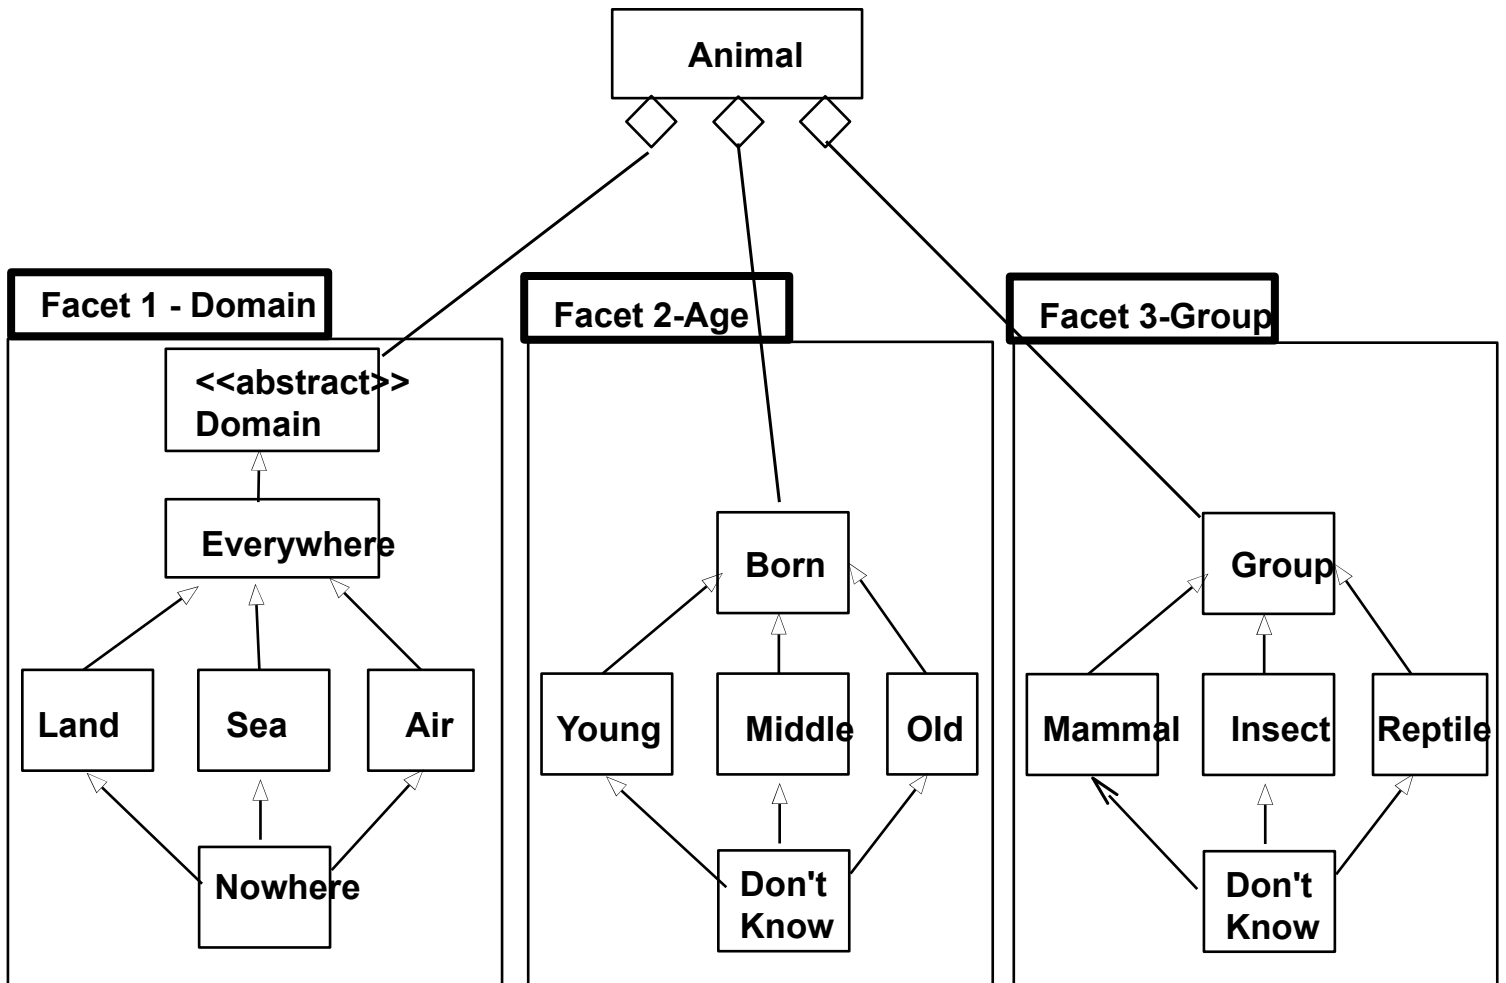 Animal
Facet 1 - Domain
<<abstract>>
Domain
Everywhere
Land
Sea
Air
Nowhere
Facet 2-Age
Born
Young
Middle
Old
Don't
Know
Facet 3-Group
Group
Mammal
Insect
Reptile
Don't
Know